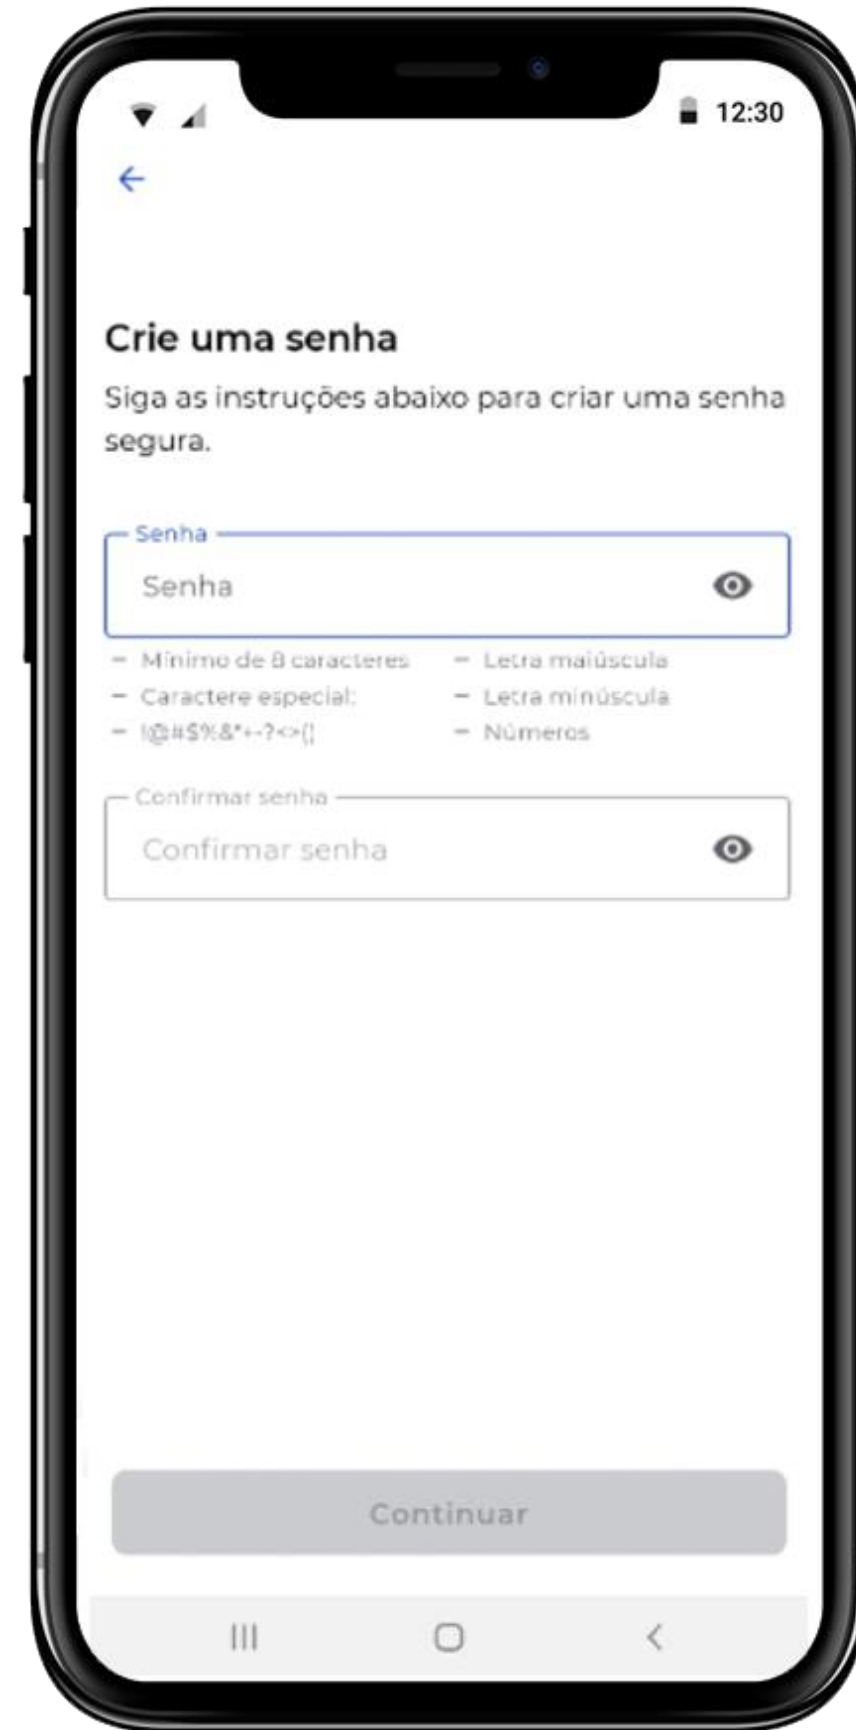 12:30
Crie uma senha
Siga as instruções abaixo para criar uma senha
segura.
Senha
Senha
– Mínimo de 8 caracteres
– Caractere especial:
– !@#$%&*+-?<>()
– Letra maiúscula
– Letra minúscula
– Números
Confirmar senha
Confirmar senha
Continuar